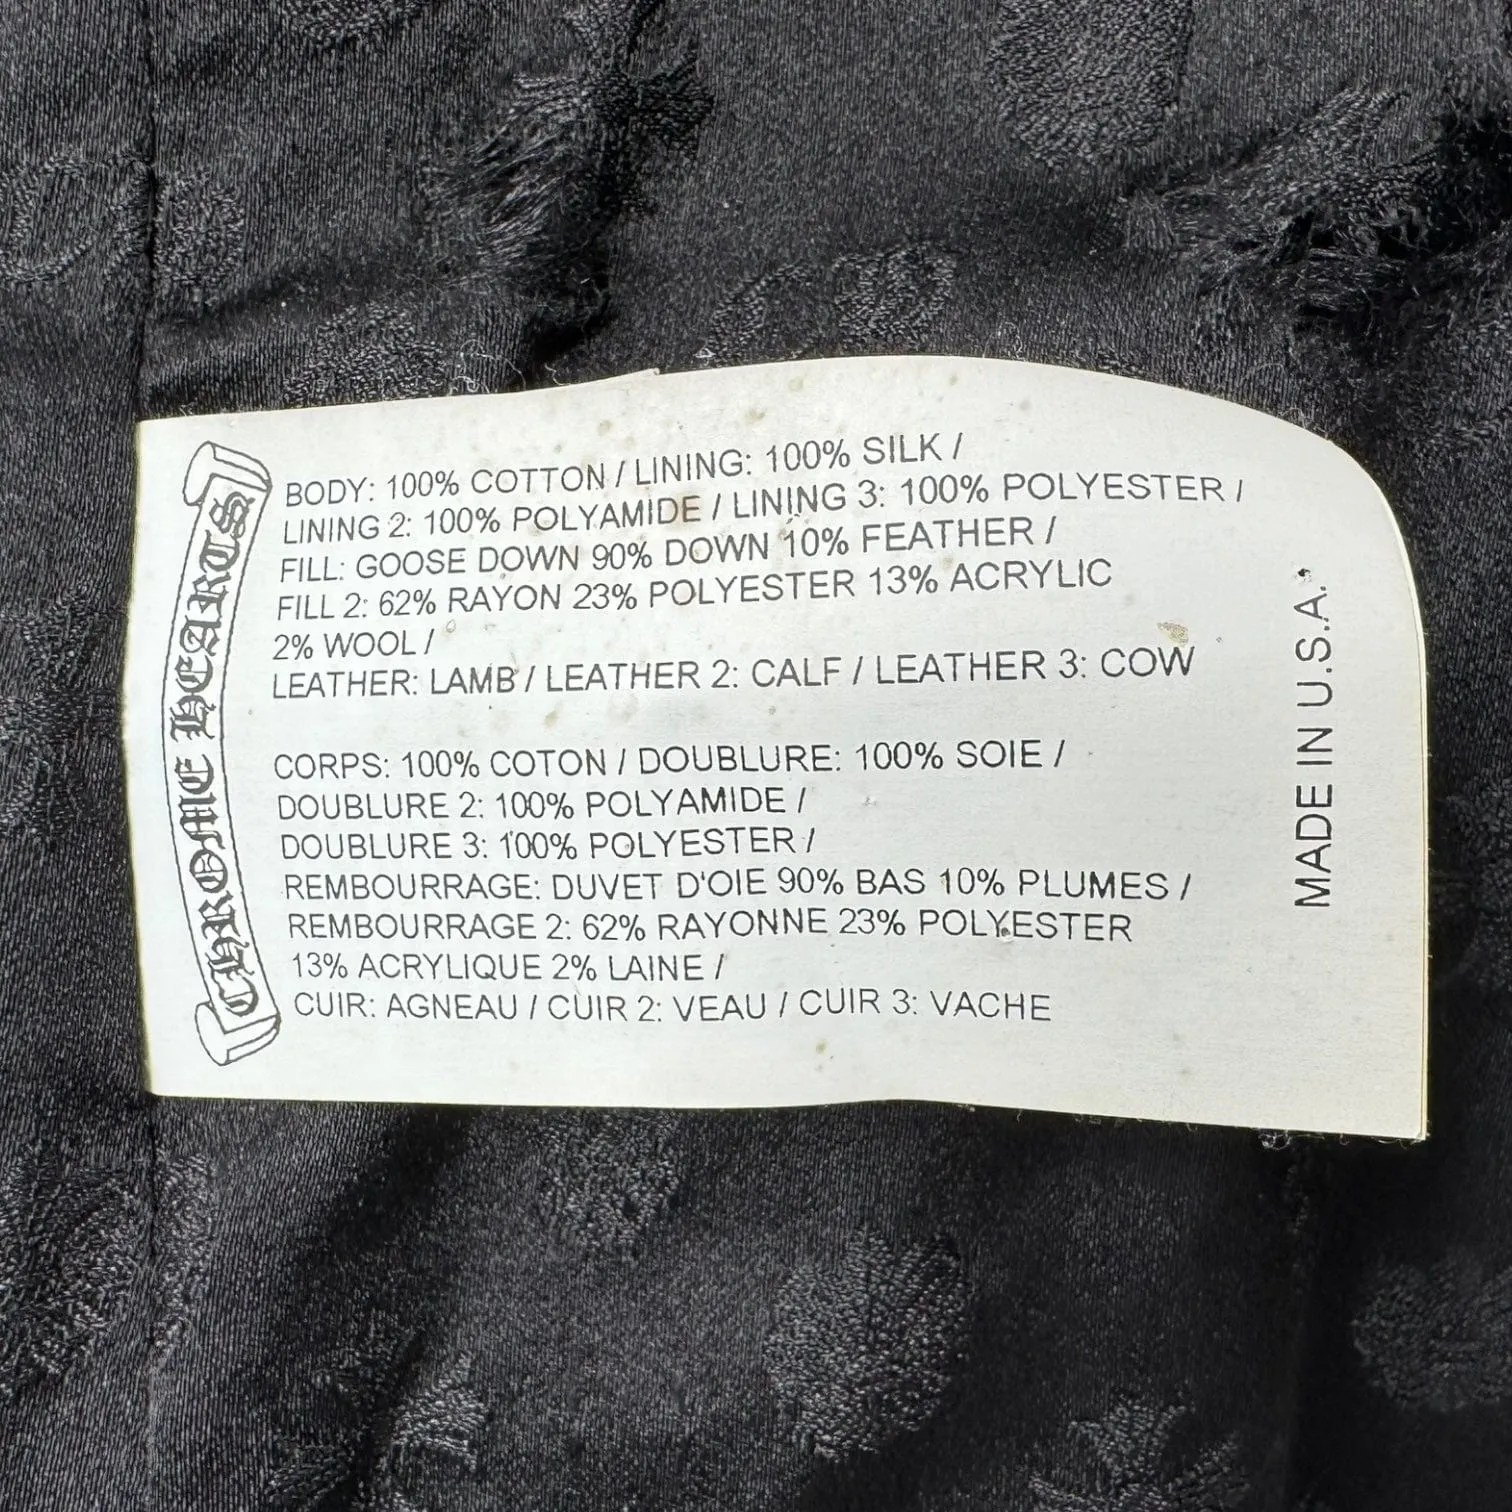 CHROME HEARTS
BODY: 100% COTTON / LINING: 100% SILK /
LINING 2: 100% POLYAMIDE / LINING 3: 100% POLYESTER /
FILL: GOOSE DOWN 90% DOWN 10% FEATHER /
FILL 2: 62% RAYON 23% POLYESTER 13% ACRYLIC
2% WOOL /
LEATHER: LAMB / LEATHER 2: CALF / LEATHER 3: COW
CORPS: 100% COTON / DOUBLURE: 100% SOIE /
DOUBLURE 2: 100% POLYAMIDE /
DOUBLURE 3: 100% POLYESTER /
REMBOURRAGE: DUVET D'OIE 90% BAS 10% PLUMES /
REMBOURRAGE 2: 62% RAYONNE 23% POLYESTER
13% ACRYLIQUE 2% LAINE /
CUIR: AGNEAU / CUIR 2: VEAU / CUIR 3: VACHE
MADE IN U.S.A.